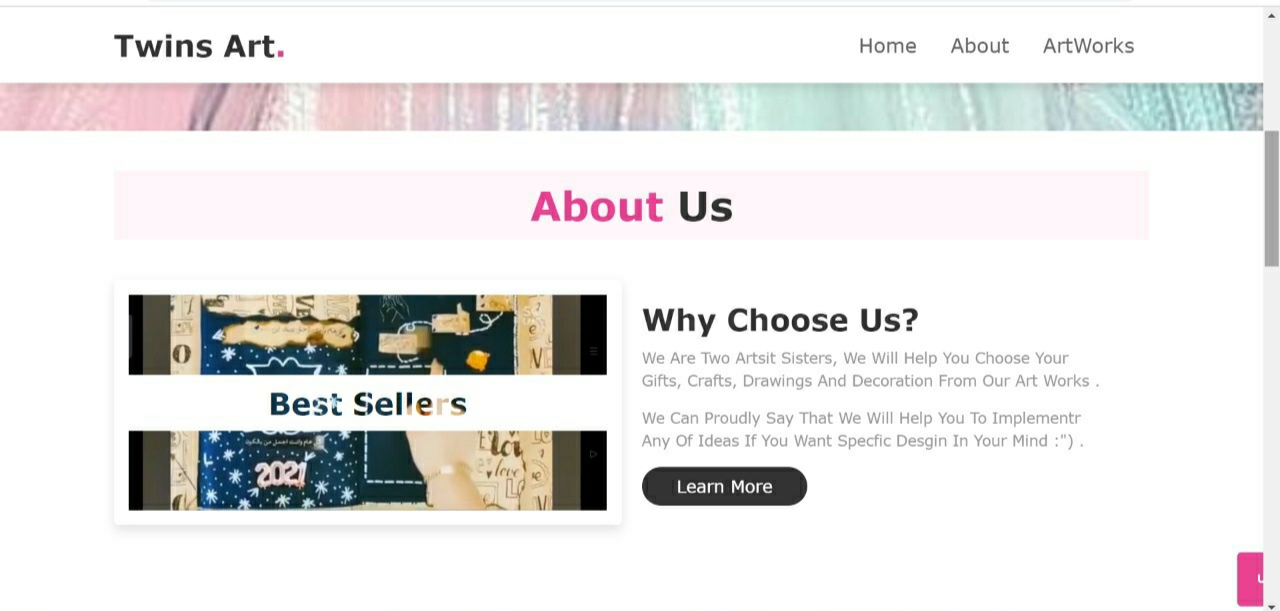 Twins Art.
Home About ArtWorks
About Us
Best Sellers
2021
love
Why Choose Us?
We Are Two Artsit Sisters, We Will Help You Choose Your
Gifts, Crafts, Drawings And Decoration From Our Art Works .
We Can Proudly Say That We Will Help You To Implementr
Any Of Ideas If You Want Specfic Desgin In Your Mind :") .
Learn More